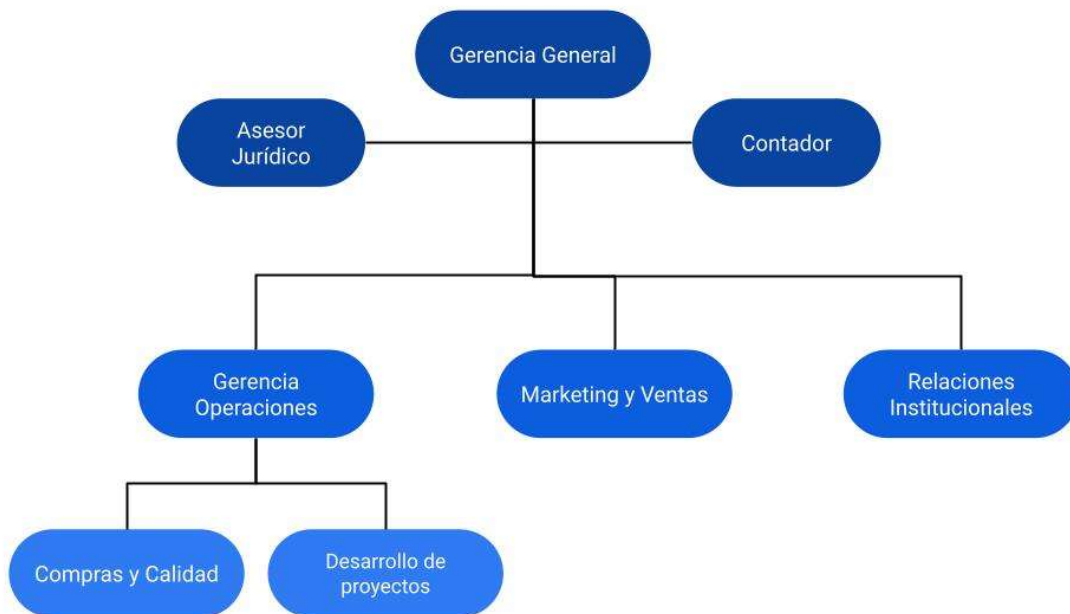 Gerencia General
Asesor
Jurídico
Contador
Gerencia
Operaciones
Marketing y Ventas
Relaciones
Institucionales
Compras y Calidad
Desarrollo de
proyectos